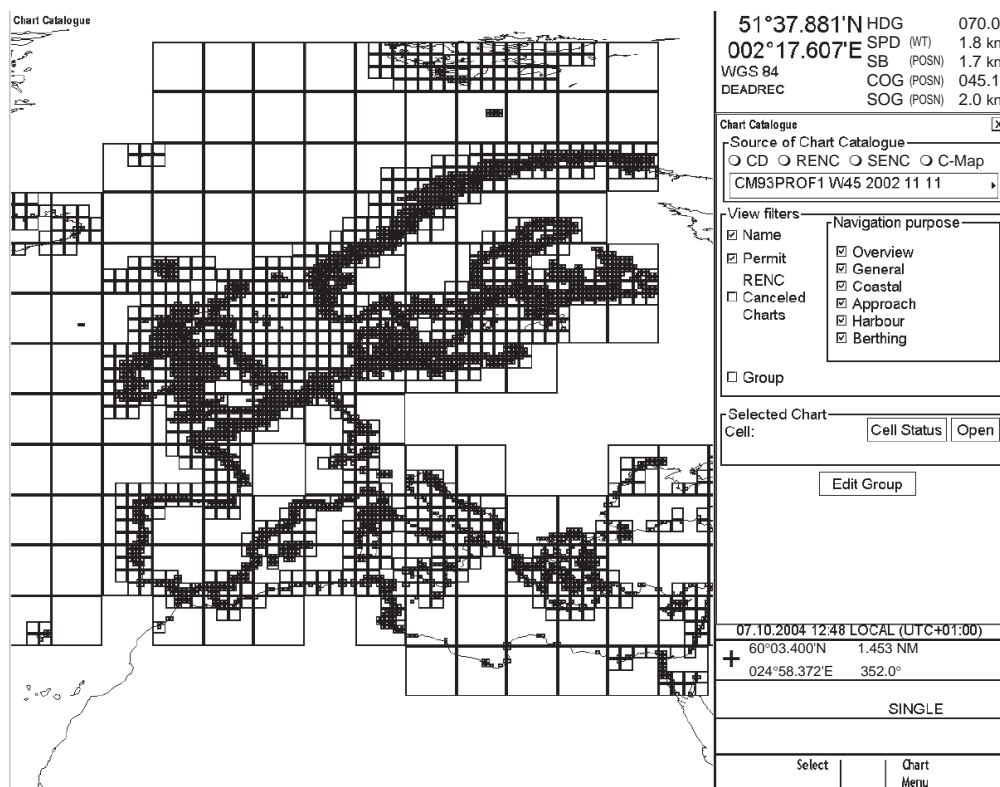 Chart Catalogue
51°37.881'N
002°17.607'E
WGS 84
DEADREC
HDG 070.0
SPD (WT) 1.8 kn
SB (POSN) 1.7 kn
COG (POSN) 045.1
SOG (POSN) 2.0 kn
Chart Catalogue
Source of Chart Catalogue
CD RENC SENC C-Map
CM93PROF1 W45 2002 11 11
View filters
Name
Permit
RENC
Canceled
Charts
Group
Navigation purpose
Overview
General
Coastal
Approach
Harbour
Berthing
Selected Chart
Cell:
Cell Status Open
Edit Group
07.10.2004 12:48 LOCAL (UTC+01:00)
60°03.400'N 1.453 NM
024°58.372'E 352.0°
SINGLE
Select
Chart
Menu